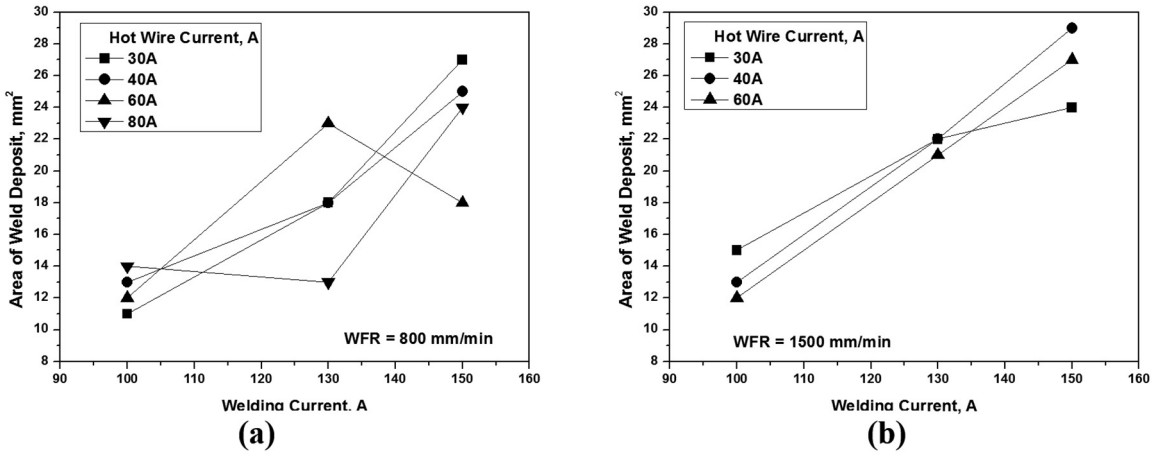 Hot Wire Current, A
30A
40A
60A
80A
30
28
26
24
22
20
18
16
14
12
10
8
Area of Weld Deposit, mm²
WFR = 800 mm/min
90 100 110 120 130 140 150 160
Welding Current, A
(a)
Hot Wire Current, A
30A
40A
60A
30
28
26
24
22
20
18
16
14
12
10
8
Area of Weld Deposit, mm²
WFR = 1500 mm/min
90 100 110 120 130 140 150 160
Welding Current, A
(b)